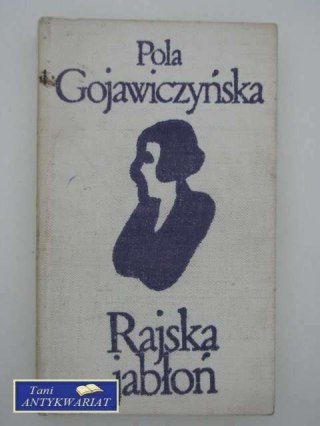 Pola
Gojawiczyńska
Rajska
jabłoń
Tani
ANTYKWARIAT